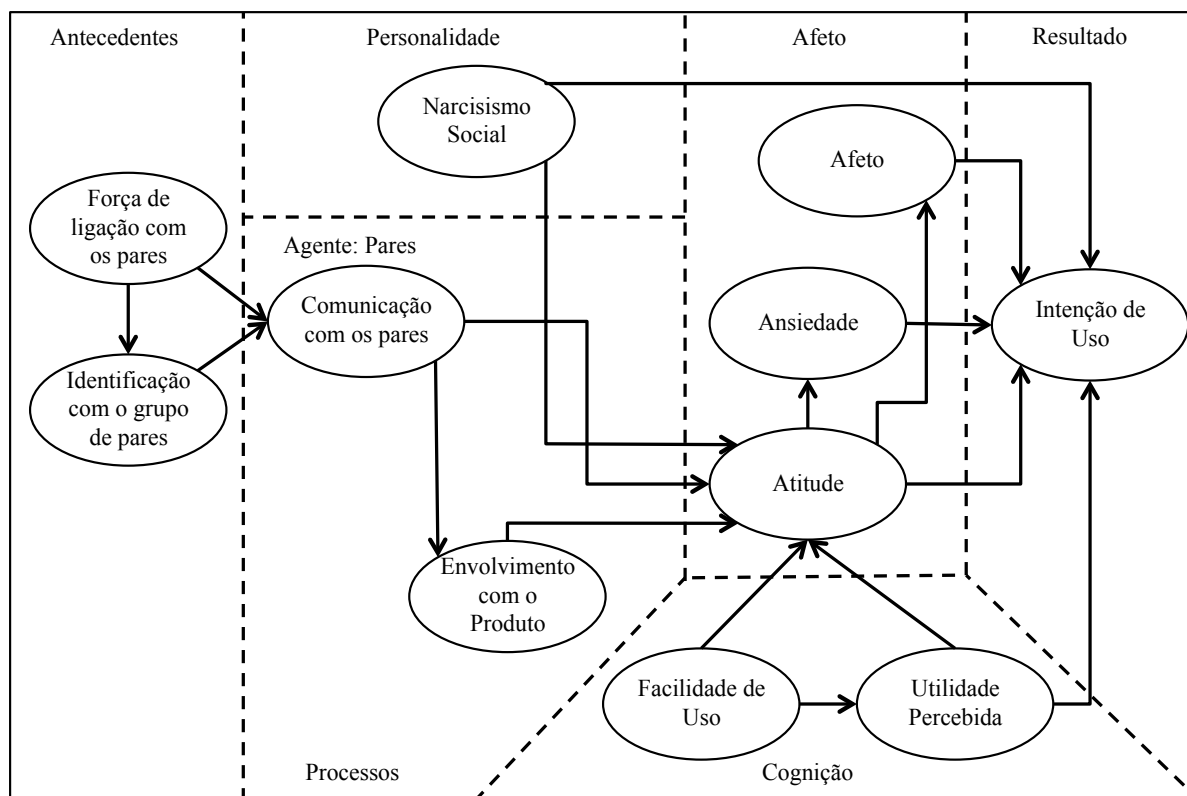 Antecedentes
Personalidade
Afeto
Resultado
Narcisismo
Social
Afeto
Força de
ligação com
os pares
Agente: Pares
Comunicação
com os pares
Ansiedade
Intenção de
Uso
Identificação
com o grupo
de pares
Atitude
Envolvimento
com o
Produto
Facilidade de
Uso
Utilidade
Percebida
Processos
Cognição